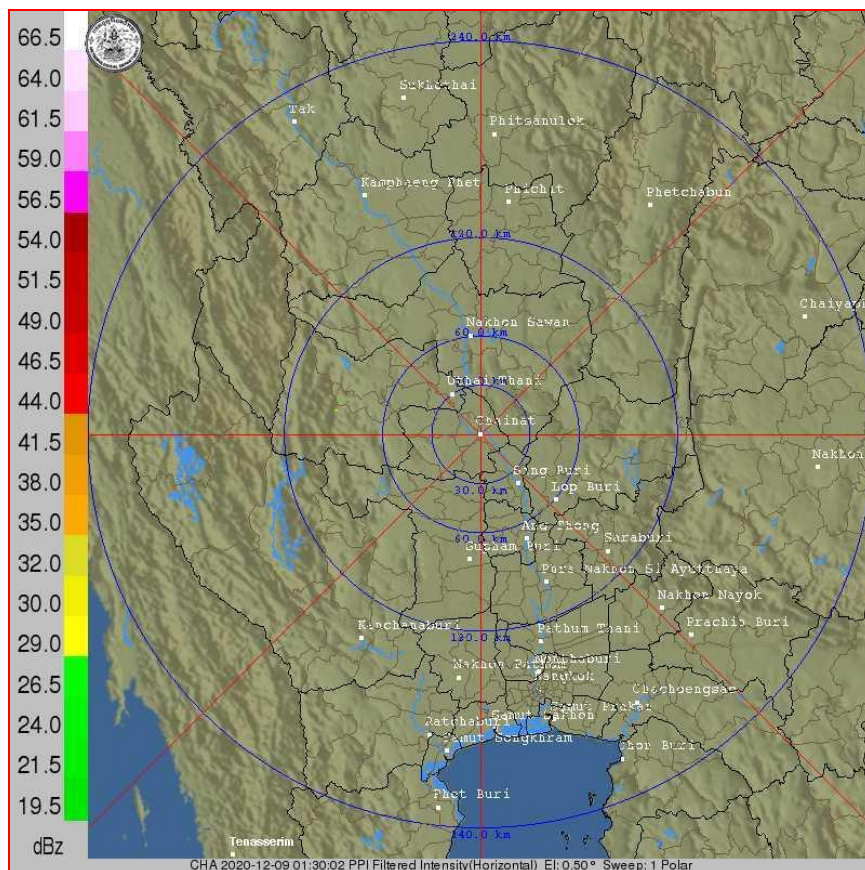 66.5
64.0
61.5
59.0
56.5
54.0
51.5
49.0
46.5
44.0
41.5
38.0
35.0
32.0
30.0
29.0
26.5
24.0
21.5
19.5
dBz
240.0 km
Sukhothai
Tak
Phitsanulok
Kamphaeng Phet
Phichit
Phetchabun
120.0 km
Chaiyaph
Nakhon Sawan
60.0 km
Uthai Thani
Chainat
Nakhon
Sing Buri
30.0 km
Lop Buri
Ang Thong
60.0 km
Suphan Buri
Saraburi
Pora Nakhon Si Ayutthaya
Nakhon Nayok
Kanchanaburi
120.0 km
Pathum Thani
Prachin Buri
Nonthaburi
Nakhon Pathom
Bangkok
Chachoengsao
Samut Prakan
Samut Sakhon
Ratchaburi
Samut Songkhram
Chon Buri
Phet Buri
240.0 km
Tenasserim
CHA 2020-12-09 01:30:02 PPI Filtered Intensity(Horizontal) El: 0.50° Sweep: 1 Polar